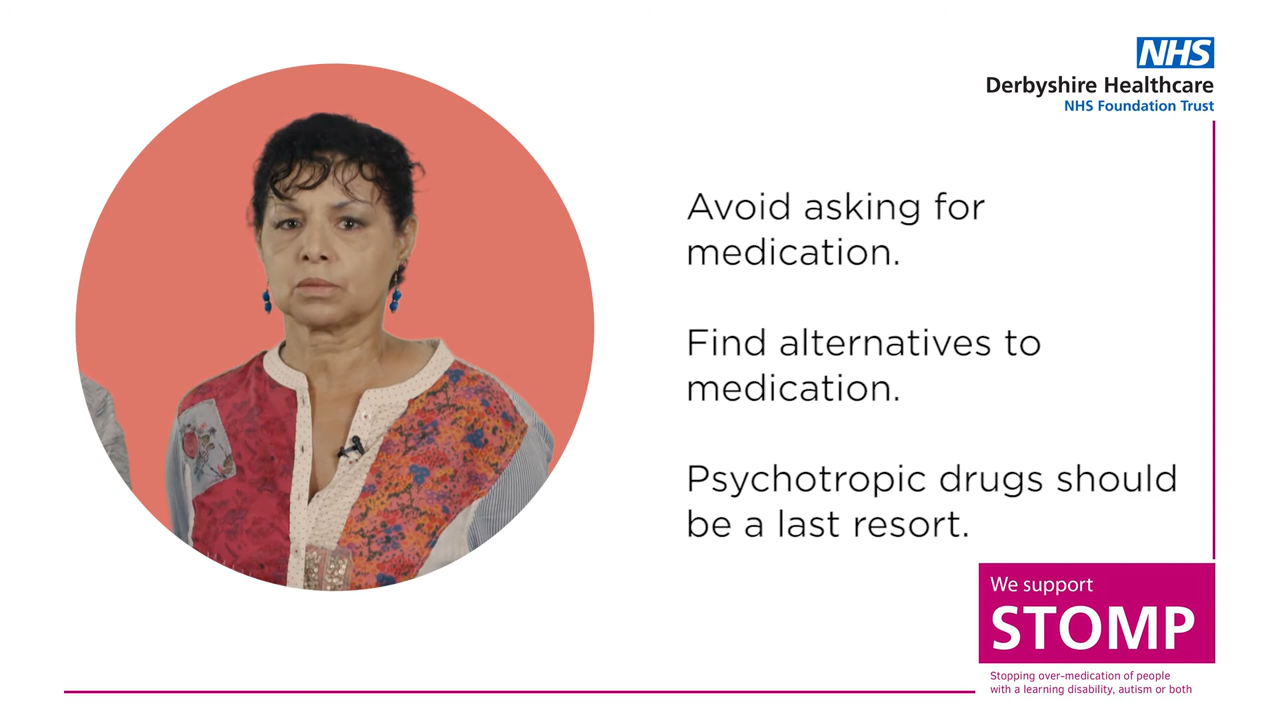 NHS
Derbyshire Healthcare
NHS Foundation Trust
Avoid asking for
medication.
Find alternatives to
medication.
Psychotropic drugs should
be a last resort.
We support
STOMP
Stopping over-medication of people
with a learning disability, autism or both